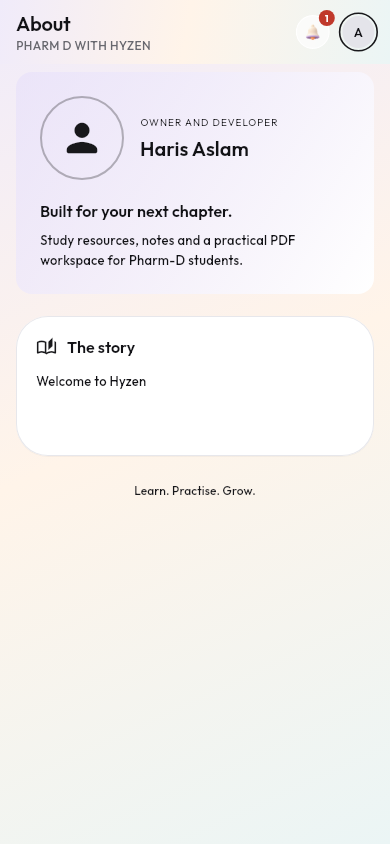 About
PHARM D WITH HYZEN
1
A
OWNER AND DEVELOPER
Haris Aslam
Built for your next chapter.
Study resources, notes and a practical PDF
workspace for Pharm-D students.
The story
Welcome to Hyzen
Learn. Practise. Grow.